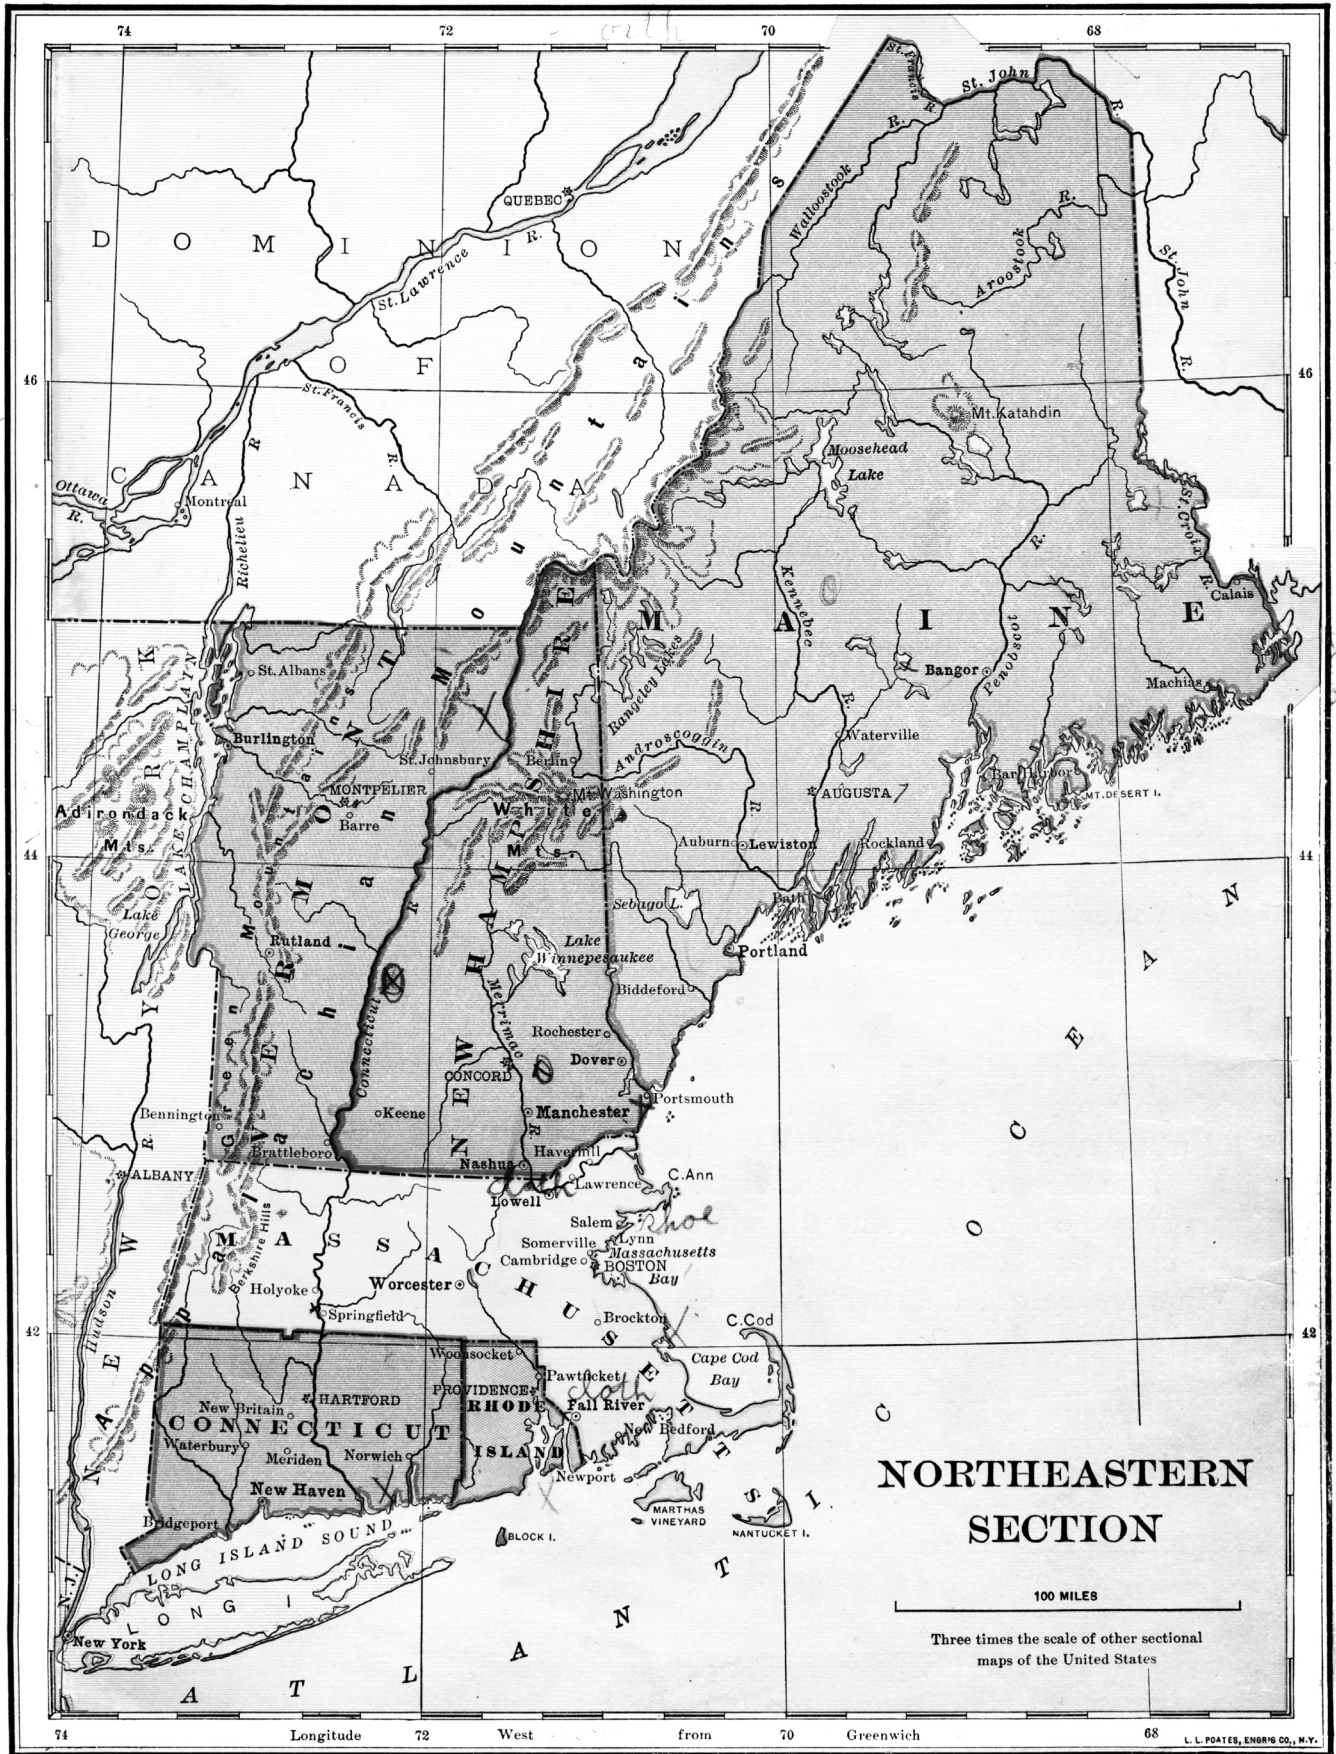 74 72 70 68
St. Francis R.
St. John R.
Walloostook R.
QUEBEC
St. Lawrence R.
DOMINION
OF
CANADA
Aroostook R.
St. John R.
46 46
St. Francis R.
Mt. Katahdin
Moosehead
Lake
Ottawa
R.
Montreal
Richelieu R
St. Croix R.
Calais
Kennebec R.
MAINE
Penobscot R.
Bangor
Machias
Rangeley Lakes
St. Albans
LAKE CHAMPLAIN
Burlington
St. Johnsbury
Berlin
Androscoggin R.
Waterville
Bar Harbor
MT. DESERT I.
MONTPELIER
Barre
Mt. Washington
White
Mts.
AUGUSTA
Adirondack
Mts.
Auburn
Lewiston
Rockland
44 44
VERMONT
Green Mountains
Appalachian Mountains
NEW HAMPSHIRE
NEW YORK
Lake
George
Sebago L.
Bath
Rutland
Lake
Winnepesaukee
Portland
Biddeford
Connecticut R
Merrimac R
Rochester
Dover
CONCORD
Portsmouth
Bennington
Keene
Manchester
Brattleboro
Nashua
Haverhill
ALBANY
cloth
Lawrence
C. Ann
Lowell
Berkshire Hills
Salem
shoe
Lynn
Somerville
Massachusetts
Bay
Cambridge
BOSTON
MASSACHUSETTS
Holyoke
Worcester
Springfield
Brockton
C. Cod
Hudson R.
42 42
Woonsocket
Cape Cod
Bay
Pawtucket
PROVIDENCE
cloth
HARTFORD
New Britain
RHODE
ISLAND
Fall River
CONNECTICUT
New Bedford
Waterbury
Meriden
Norwich
Newport
New Haven
MARTHAS
VINEYARD
NANTUCKET I.
Bridgeport
BLOCK I.
LONG ISLAND SOUND
LONG I.
N. J.
New York
ATLANTIC OCEAN
NORTHEASTERN
SECTION
100 MILES
Three times the scale of other sectional
maps of the United States
74 Longitude 72 West from 70 Greenwich 68
L. L. POATES, ENGR'G CO., N.Y.